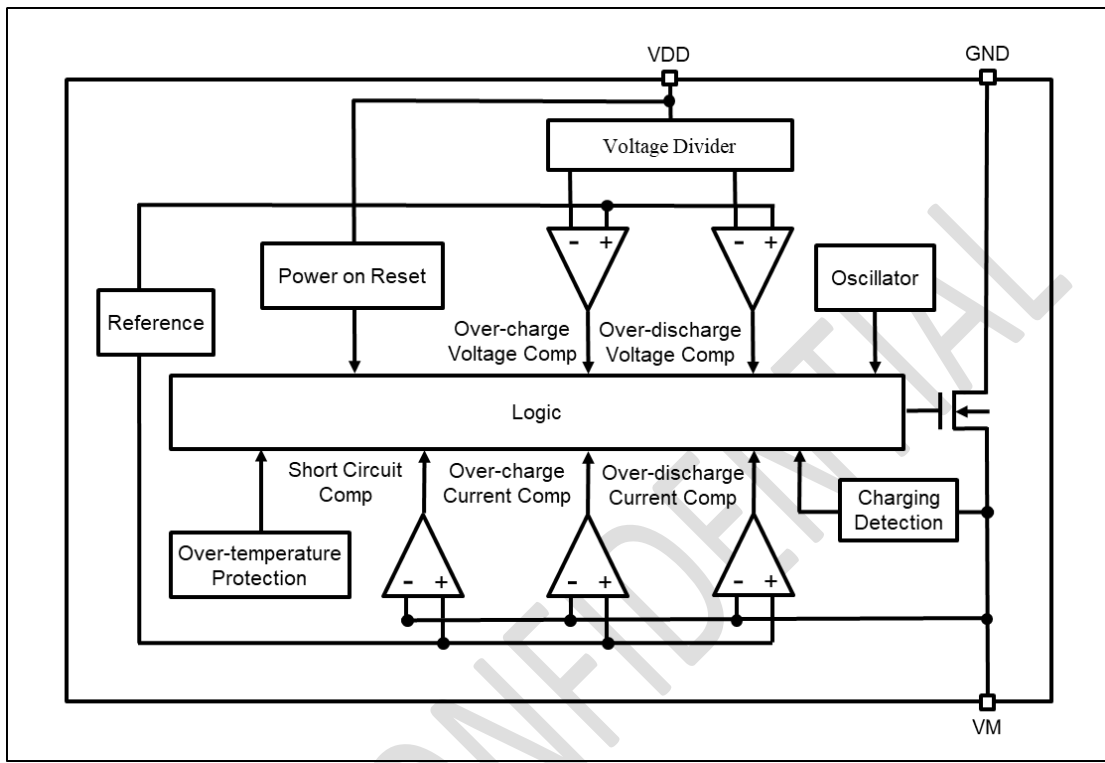 VDD
GND
Voltage Divider
- +
- +
Power on Reset
Oscillator
Reference
Over-charge
Voltage Comp
Over-discharge
Voltage Comp
Logic
Short Circuit
Comp
Over-charge
Current Comp
Over-discharge
Current Comp
Charging
Detection
Over-temperature
Protection
- +
- +
- +
VM
CONFIDENTIAL